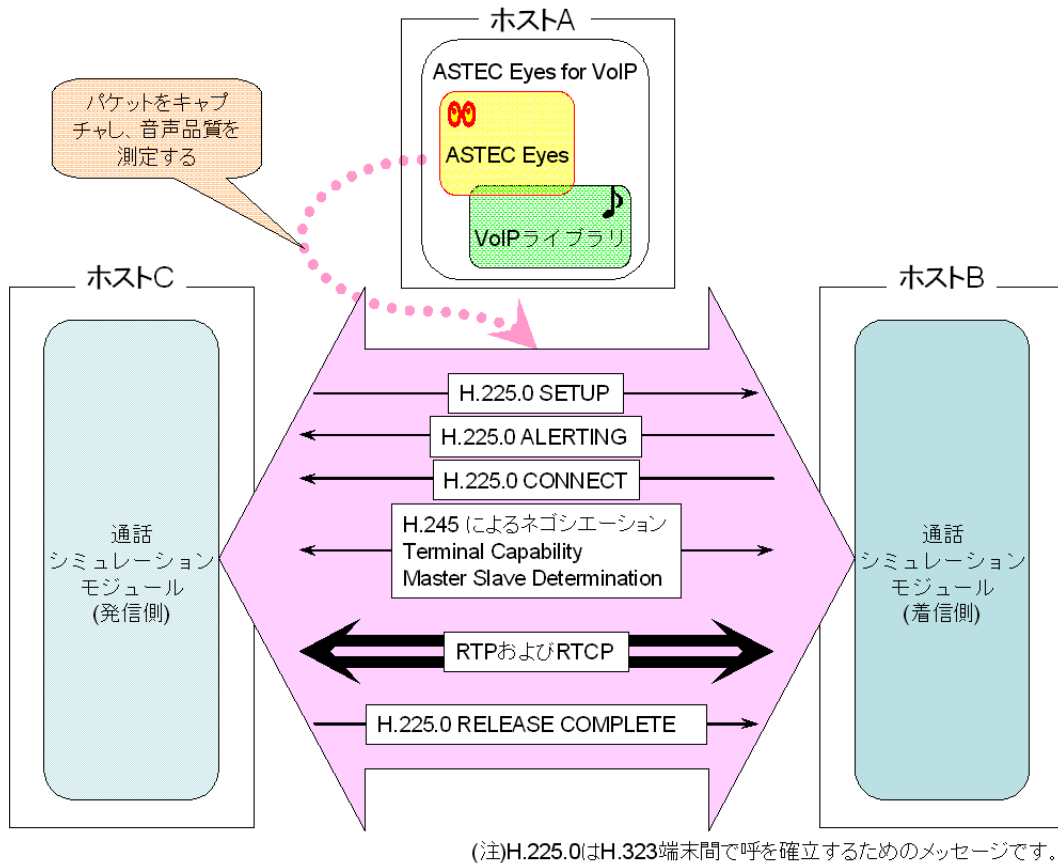 ホストA
ASTEC Eyes for VoIP
ASTEC Eyes
VoIPライブラリ
パケットをキャプ
チャし、音声品質を
測定する
ホストC
ホストB
通話
シミュレーション
モジュール
(発信側)
H.225.0 SETUP
H.225.0 ALERTING
H.225.0 CONNECT
H.245 によるネゴシエーション
Terminal Capability
Master Slave Determination
RTPおよびRTCP
H.225.0 RELEASE COMPLETE
通話
シミュレーション
モジュール
(着信側)
(注)H.225.0はH.323端末間で呼を確立するためのメッセージです。